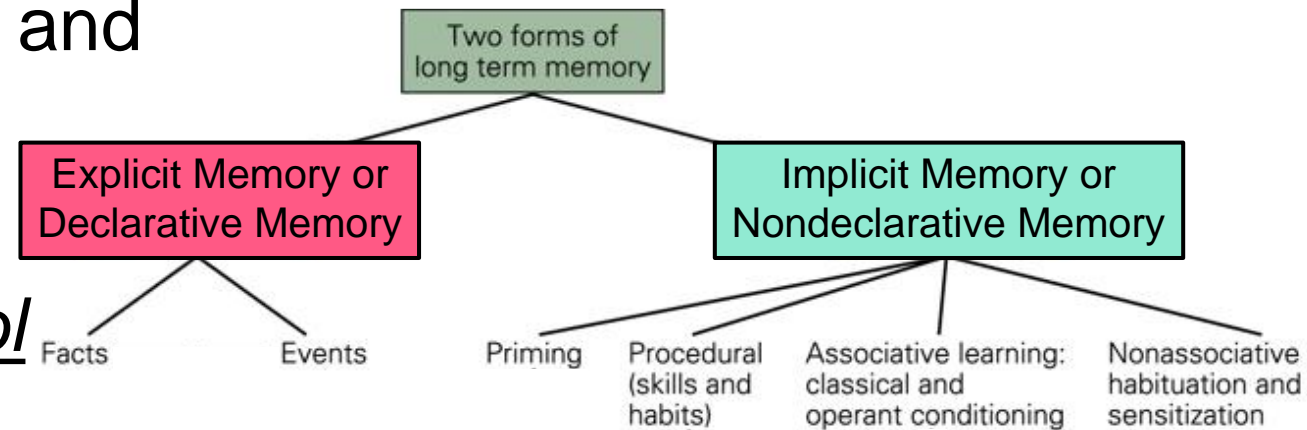 and
Two forms of
long term memory
Explicit Memory or
Declarative Memory
Implicit Memory or
Nondeclarative Memory
ol
Facts
Events
Priming
Procedural
(skills and
habits)
Associative learning:
classical and
operant conditioning
Nonassociative
habituation and
sensitization